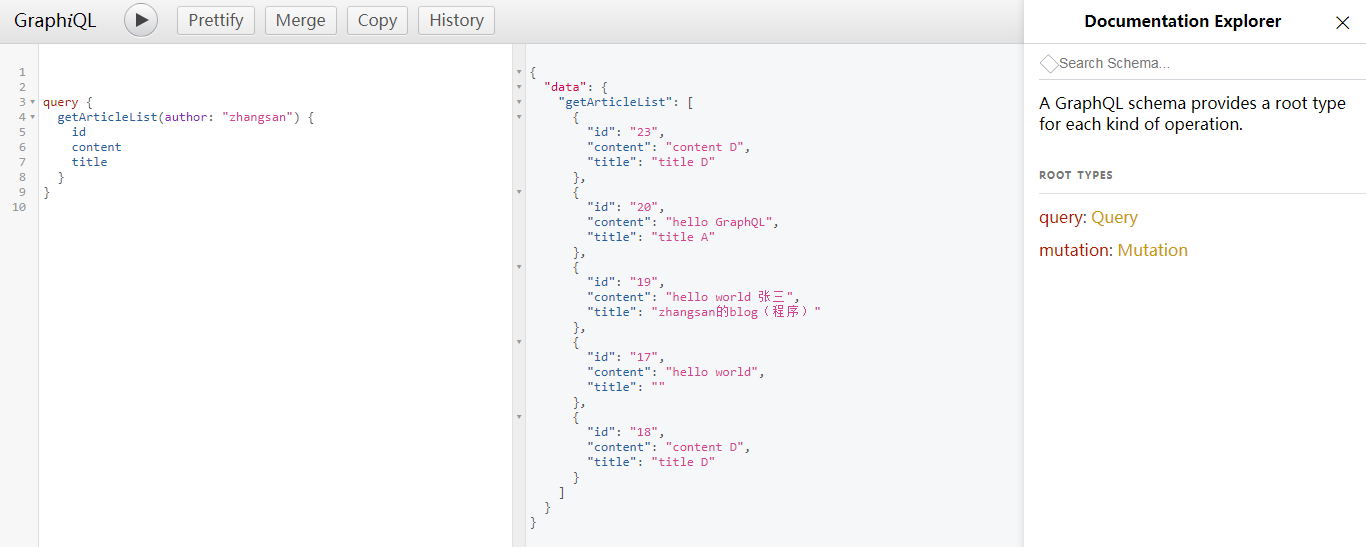 GraphiQL
Prettify
Merge
Copy
History
1
2
3 query {
4 getArticleList(author: "zhangsan") {
5 id
6 content
7 title
8 }
9 }
10
{
"data": {
"getArticleList": [
{
"id": "23",
"content": "content D",
"title": "title D"
},
{
"id": "20",
"content": "hello GraphQL",
"title": "title A"
},
{
"id": "19",
"content": "hello world 张三",
"title": "zhangsan的blog（程序）"
},
{
"id": "17",
"content": "hello world",
"title": ""
},
{
"id": "18",
"content": "content D",
"title": "title D"
}
]
}
}
Documentation Explorer
Search Schema...
A GraphQL schema provides a root type
for each kind of operation.
ROOT TYPES
query: Query
mutation: Mutation